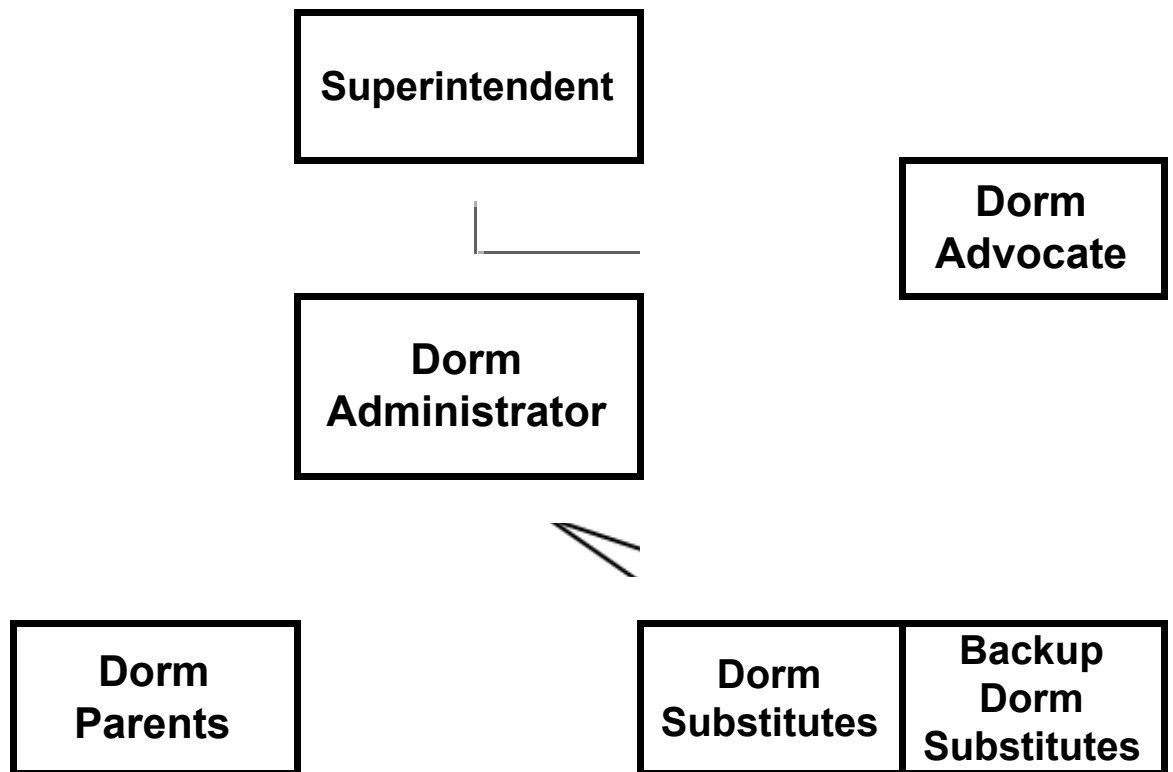 Superintendent
Dorm
Advocate
Dorm
Administrator
Dorm
Parents
Dorm
Substitutes
Backup
Dorm
Substitutes